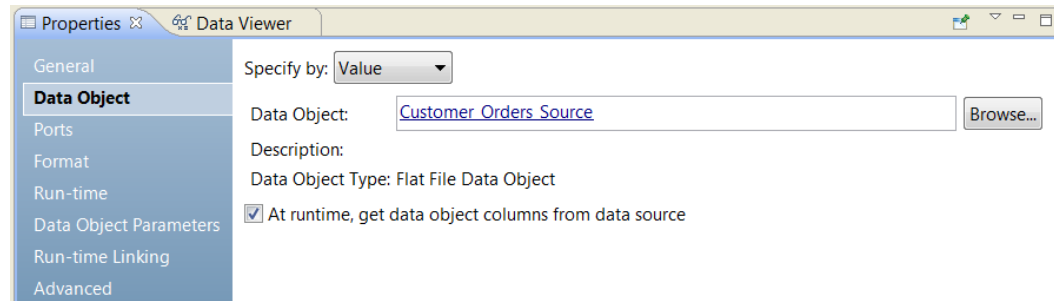 Properties Data Viewer
General
Data Object
Ports
Format
Run-time
Data Object Parameters
Run-time Linking
Advanced
Specify by: Value
Data Object: Customer_Orders_Source Browse...
Description:
Data Object Type: Flat File Data Object
At runtime, get data object columns from data source